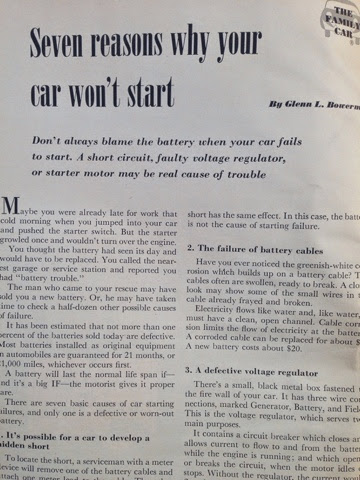 THE
FAMILY
CAR
Seven reasons why your
car won't start
By Glenn L.
Don't always blame the battery when your car fails
to start. A short circuit, faulty voltage regulator,
or starter motor may be real cause of trouble
Maybe you were already late for work that
cold morning when you jumped into your car
and pushed the starter switch. But the starter
growled once and wouldn't turn over the engine.
You thought the battery had seen its day and
would have to be replaced. You called the near-
est garage or service station and reported you
had "battery trouble."
The man who came to your rescue may have
sold you a new battery. Or, he may have taken
time to check a half-dozen other possible causes
of failure.
It has been estimated that not more than one
percent of the batteries sold today are defective.
Most batteries installed as original equipment
in automobiles are guaranteed for 21 months, or
,000 miles, whichever occurs first.
A battery will last the normal life span if—
and it's a big IF—the motorist gives it proper
care.
There are seven basic causes of car starting
failures, and only one is a defective or worn-out
battery.
. It's possible for a car to develop a
hidden short
To locate the short, a serviceman with a meter
device will remove one of the battery cables and
short has the same effect. In this case, the
is not the cause of starting failure.
2. The failure of battery cables
Have you ever noticed the greenish-white
rosion which builds up on a battery cable?
cables often are swollen, ready to break. A
look may show some of the small wires in
cable already frayed and broken.
Electricity flows like water and, like water,
must have a clean, open channel. Cable
sion limits the flow of electricity at the
A corroded cable can be replaced for about
A new battery costs about $20.
3. A defective voltage regulator
There's a small, black metal box fastened
the fire wall of your car. It has three wire
nections, marked Generator, Battery, and
This is the voltage regulator, which serves
main purposes.
It contains a circuit breaker which closes
allows current to flow to and from the
while the engine is running; and which
or breaks the circuit, when the motor idles
stops. Without the regulator, the current